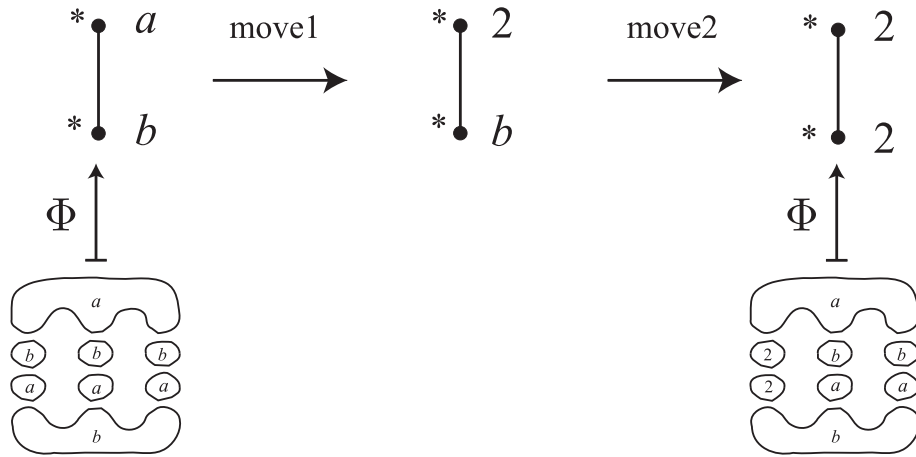 * a move1 * 2 move2 * 2
* b * b * 2
Φ Φ
a a
b b b 2 b b
a a a 2 a a
b b